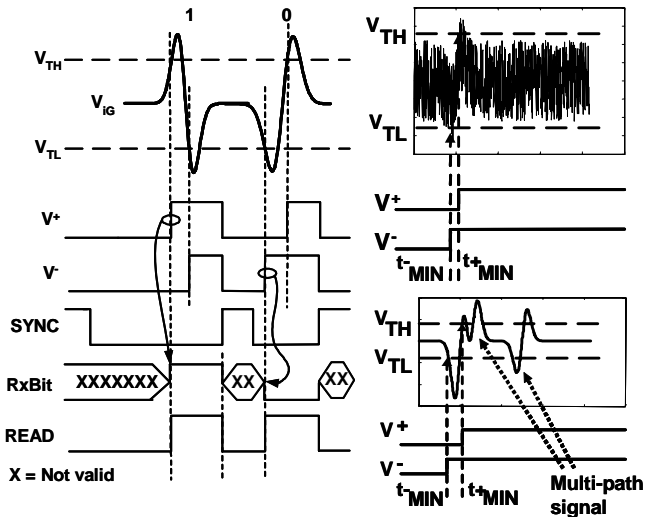 1 0
VTH
ViG
VTL
V+
V-
SYNC
RxBit XXXXXXX XX XX
READ
X = Not valid
VTH
VTL
V+
V-
t-MIN t+MIN
VTH
VTL
V+
V-
t-MIN t+MIN
Multi-path
signal